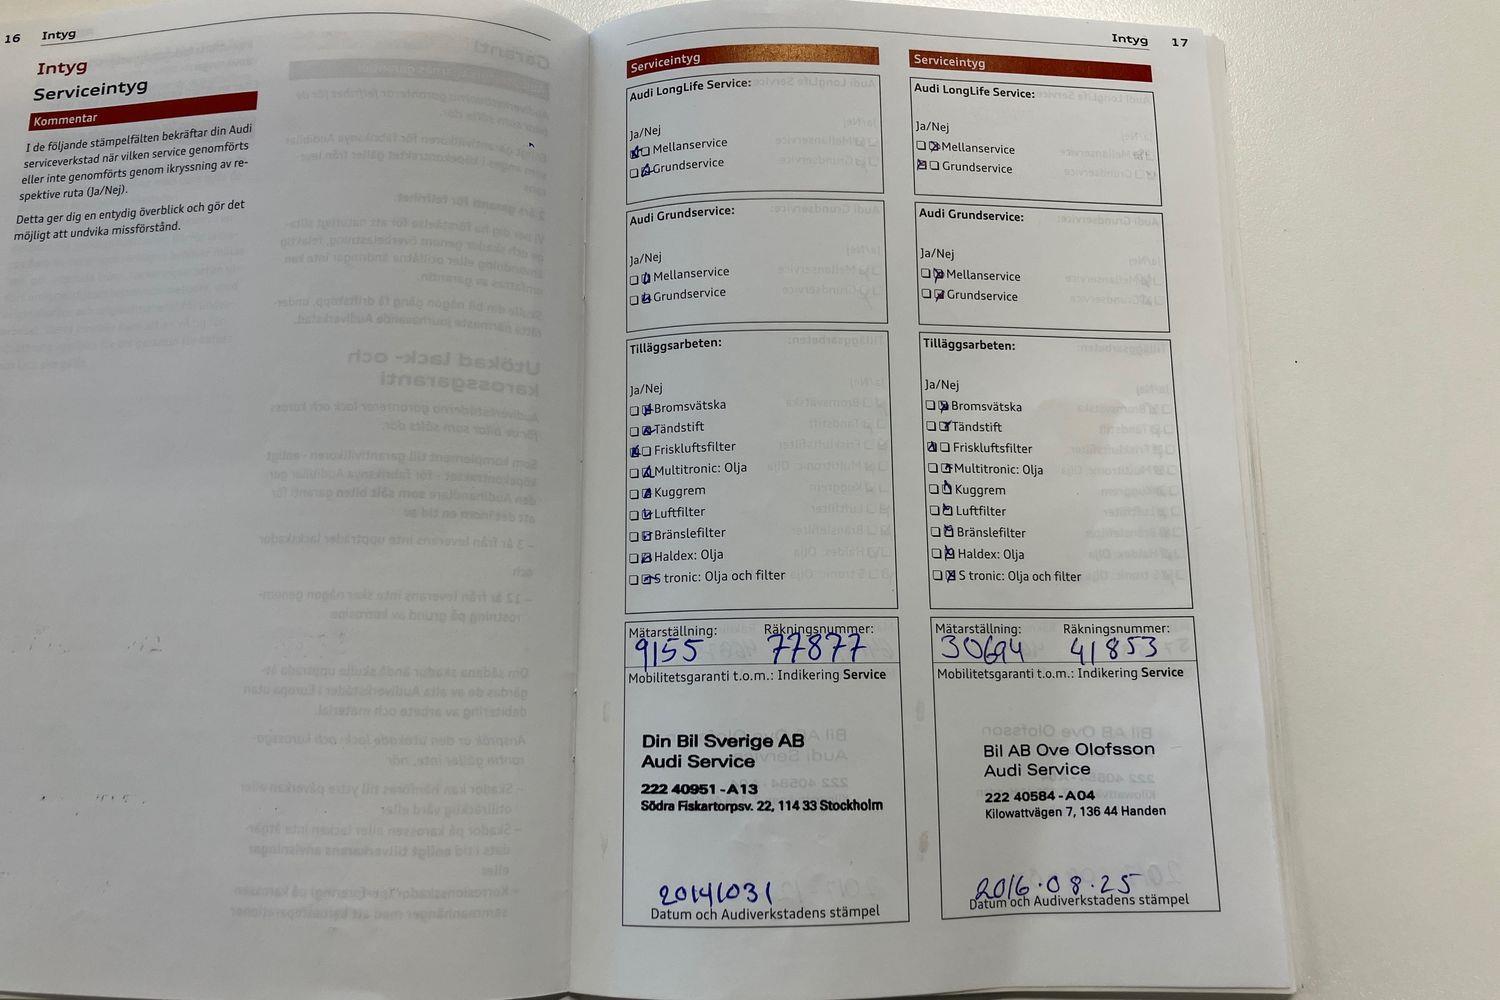 16 Intyg
Intyg
Serviceintyg
Kommentar
I de följande stämpelfälten bekräftar din Audi
serviceverkstad när vilken service genomförts
eller inte genomförts genom ikryssning av re-
spektive ruta (Ja/Nej).
Detta ger dig en entydig överblick och gör det
möjligt att undvika missförstånd.
Intyg 17
Serviceintyg
Audi LongLife Service:
Ja/Nej
Mellanservice
Grundservice
Audi Grundservice:
Ja/Nej
Mellanservice
Grundservice
Tilläggsarbeten:
Ja/Nej
Bromsvätska
Tändstift
Friskluftsfilter
Multitronic: Olja
Kuggrem
Luftfilter
Bränslefilter
Haldex: Olja
S tronic: Olja och filter
Mätarställning: Räkningsnummer:
9155 77877
Mobilitetsgaranti t.o.m.: Indikering Service
Din Bil Sverige AB
Audi Service
222 40951 - A13
Södra Fiskartorpsv. 22, 114 33 Stockholm
20141031
Datum och Audiverkstadens stämpel
Serviceintyg
Audi LongLife Service:
Ja/Nej
Mellanservice
Grundservice
Audi Grundservice:
Ja/Nej
Mellanservice
Grundservice
Tilläggsarbeten:
Ja/Nej
Bromsvätska
Tändstift
Friskluftsfilter
Multitronic: Olja
Kuggrem
Luftfilter
Bränslefilter
Haldex: Olja
S tronic: Olja och filter
Mätarställning: Räkningsnummer:
30694 41853
Mobilitetsgaranti t.o.m.: Indikering Service
Bil AB Ove Olofsson
Audi Service
222 40584 - A04
Kilowattvägen 7, 136 44 Handen
2016.08.25
Datum och Audiverkstadens stämpel